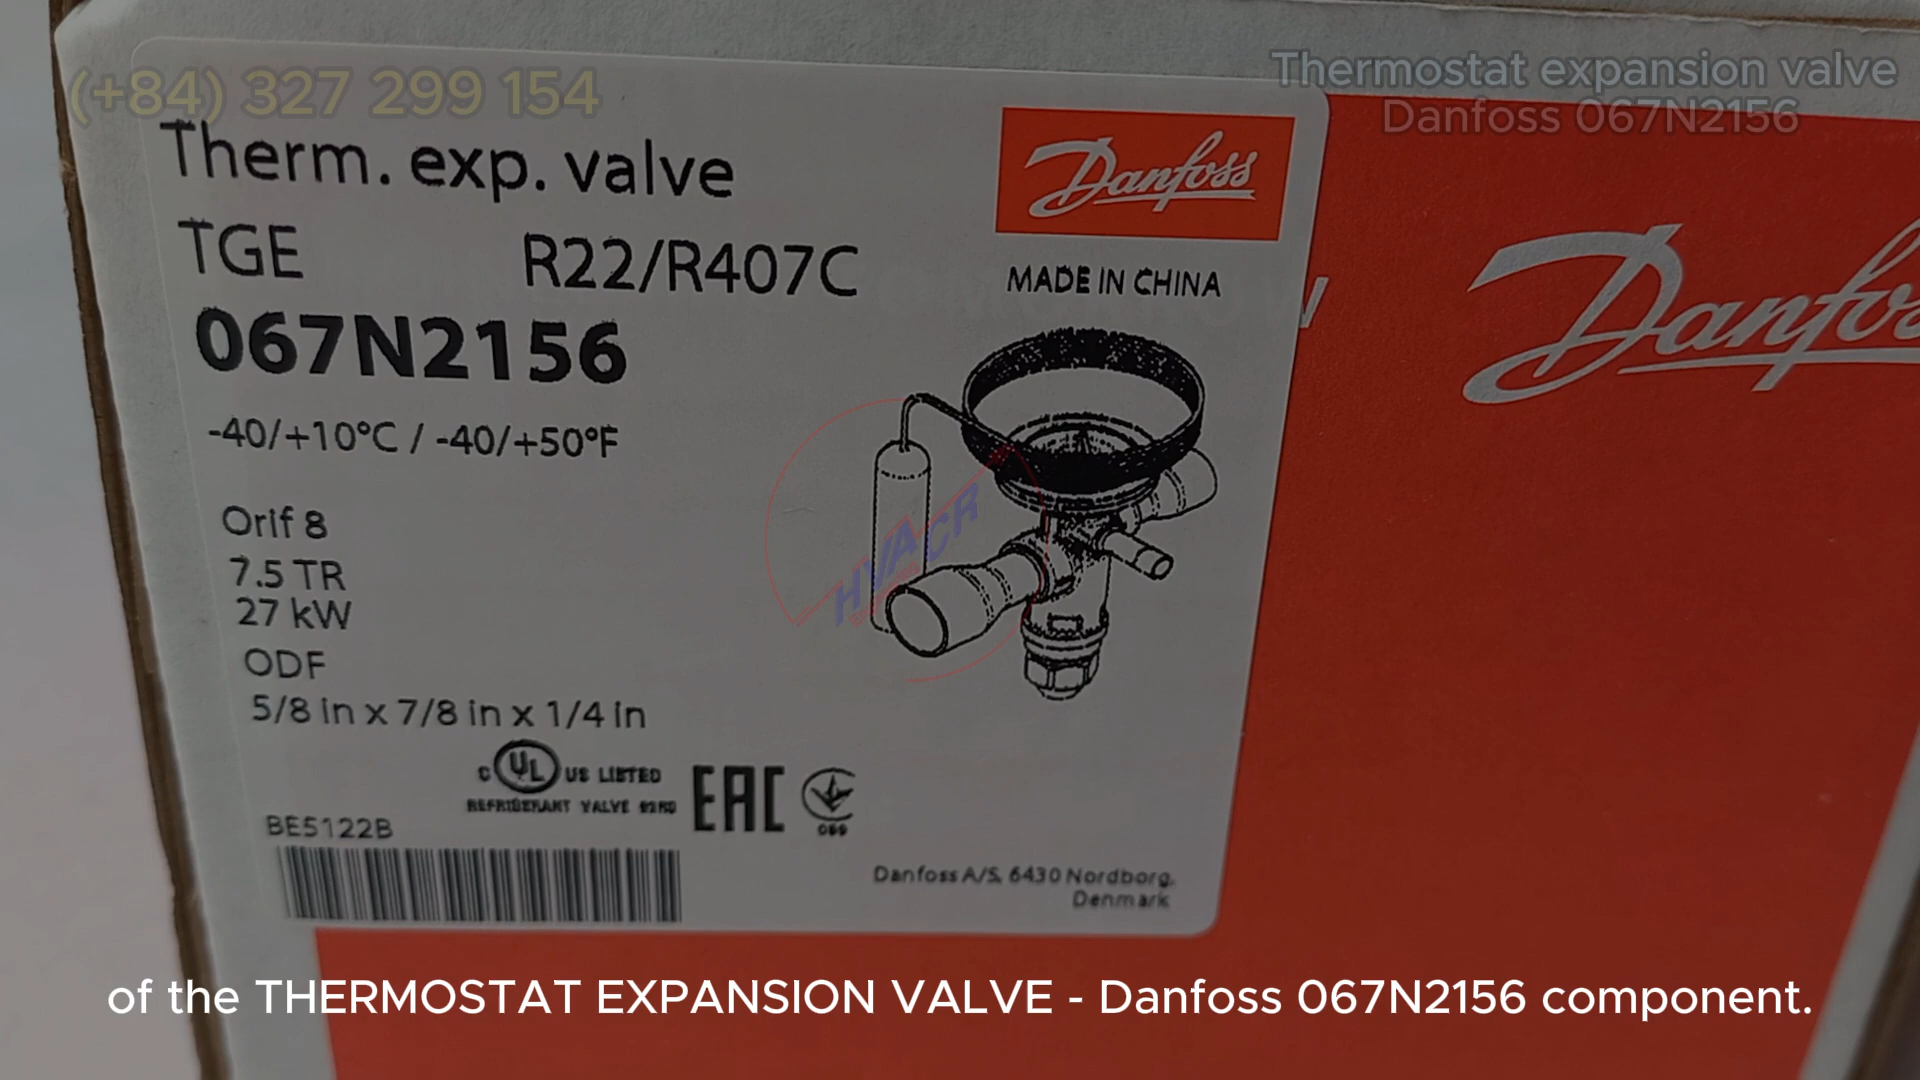 (+84) 327 299 154
Thermostat expansion valve
Danfoss 067N2156
Therm. exp. valve
Danfoss
TGE R22/R407C
MADE IN CHINA
Danfoss
067N2156
-40/+10°C / -40/+50°F
Orif 8
7.5 TR
27 kW
HVACR
ODF
5/8 in x 7/8 in x 1/4 in
C UL US LISTED
REFRIGERANT VALVE
EAC
BE5122B
Danfoss A/S, 6430 Nordborg,
Denmark
of the THERMOSTAT EXPANSION VALVE - Danfoss 067N2156 component.